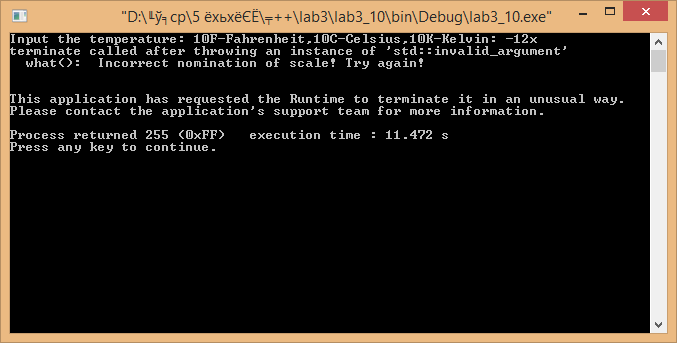 "D:\╙ў╕ср\5 ёхьхёЄЁ\╤++\lab3\lab3_10\bin\Debug\lab3_10.exe"
Input the temperature: 10F-Fahrenheit,10C-Celsius,10K-Kelvin: -12x
terminate called after throwing an instance of 'std::invalid_argument'
what():  Incorrect nomination of scale! Try again!
This application has requested the Runtime to terminate it in an unusual way.
Please contact the application's support team for more information.
Process returned 255 (0xFF)   execution time : 11.472 s
Press any key to continue.